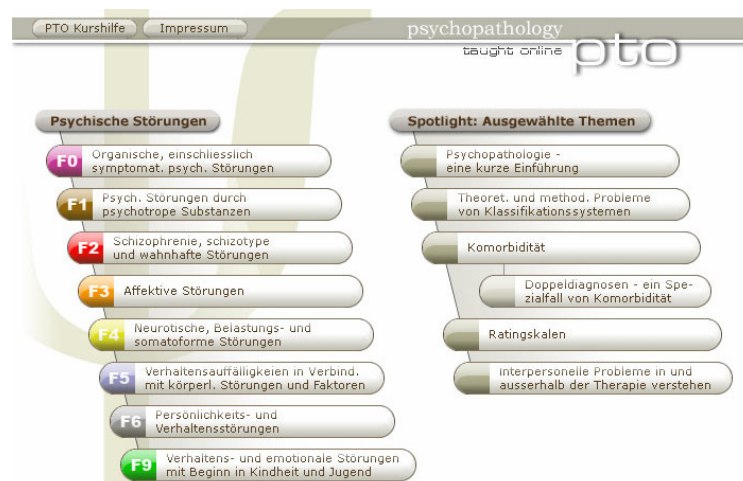 PTO Kurshilfe
Impressum
psychopathology
taught online
pto
Psychische Störungen
F0
Organische, einschliesslich
symptomat. psych. Störungen
F1
Psych. Störungen durch
psychotrope Substanzen
F2
Schizophrenie, schizotype
und wahnhafte Störungen
F3
Affektive Störungen
F4
Neurotische, Belastungs- und
somatoforme Störungen
F5
Verhaltensauffälligkeien in Verbind.
mit körperl. Störungen und Faktoren
F6
Persönlichkeits- und
Verhaltensstörungen
F9
Verhaltens- und emotionale Störungen
mit Beginn in Kindheit und Jugend
Spotlight: Ausgewählte Themen
Psychopathologie -
eine kurze Einführung
Theoret. und method. Probleme
von Klassifikationssystemen
Komorbidität
Doppeldiagnosen - ein Spe-
zialfall von Komorbidität
Ratingskalen
Interpersonelle Probleme in und
ausserhalb der Therapie verstehen